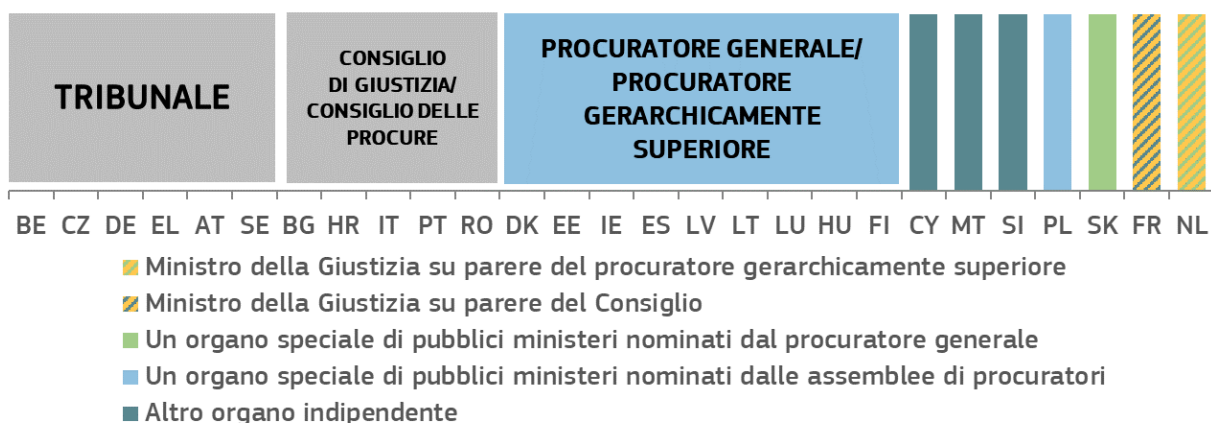 TRIBUNALE
CONSIGLIO
DI GIUSTIZIA/
CONSIGLIO DELLE
PROCURE
PROCURATORE GENERALE/
PROCURATORE
GERARCHICAMENTE
SUPERIORE
BE CZ DE EL AT SE BG HR IT PT RO DK EE IE ES LV LT LU HU FI CY MT SI PL SK FR NL
Ministro della Giustizia su parere del procuratore gerarchicamente superiore
Ministro della Giustizia su parere del Consiglio
Un organo speciale di pubblici ministeri nominati dal procuratore generale
Un organo speciale di pubblici ministeri nominati dalle assemblee di procuratori
Altro organo indipendente